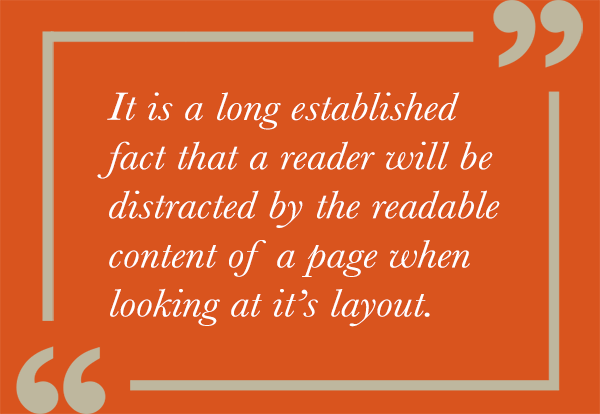 It is a long established
fact that a reader will be
distracted by the readable
content of a page when
looking at it’s layout.